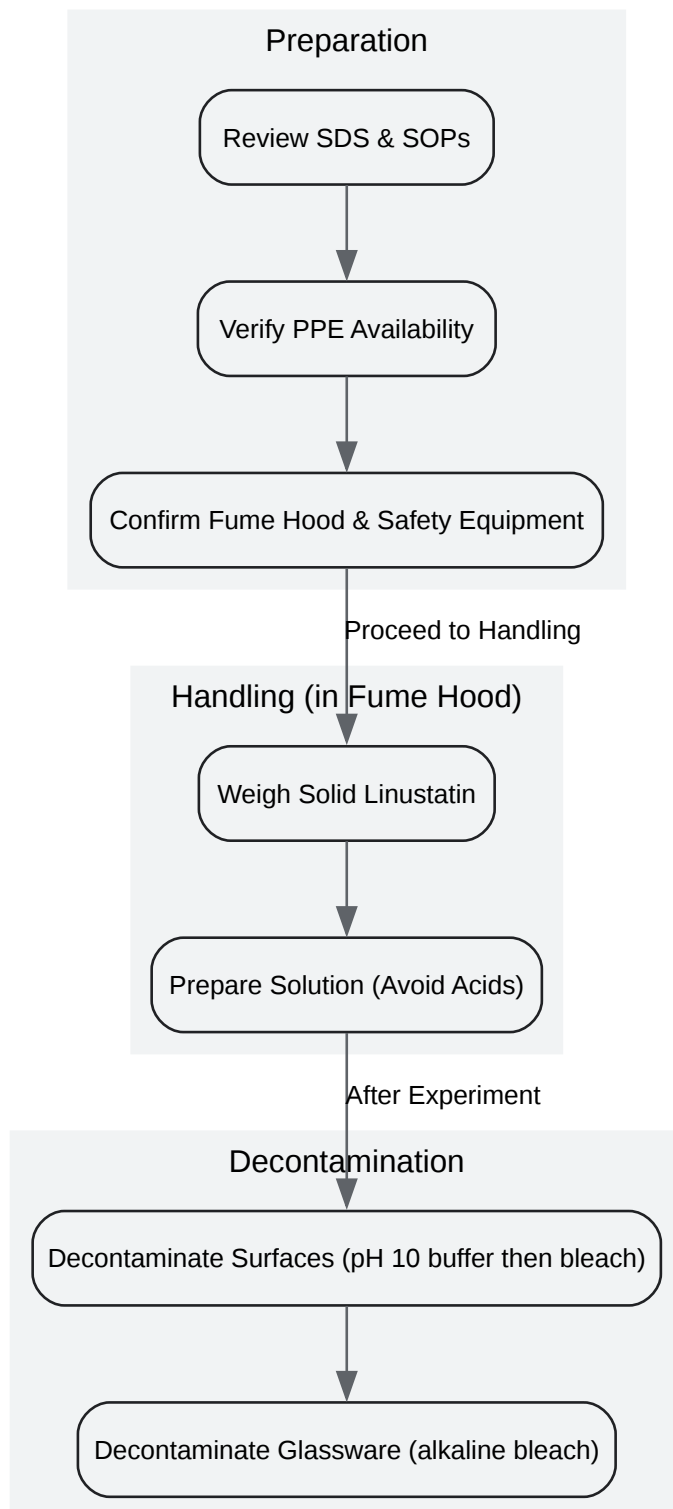 Preparation
Review SDS & SOPs
Verify PPE Availability
Confirm Fume Hood & Safety Equipment
Proceed to Handling
Handling (in Fume Hood)
Weigh Solid Linustatin
Prepare Solution (Avoid Acids)
After Experiment
Decontamination
Decontaminate Surfaces (pH 10 buffer then bleach)
Decontaminate Glassware (alkaline bleach)